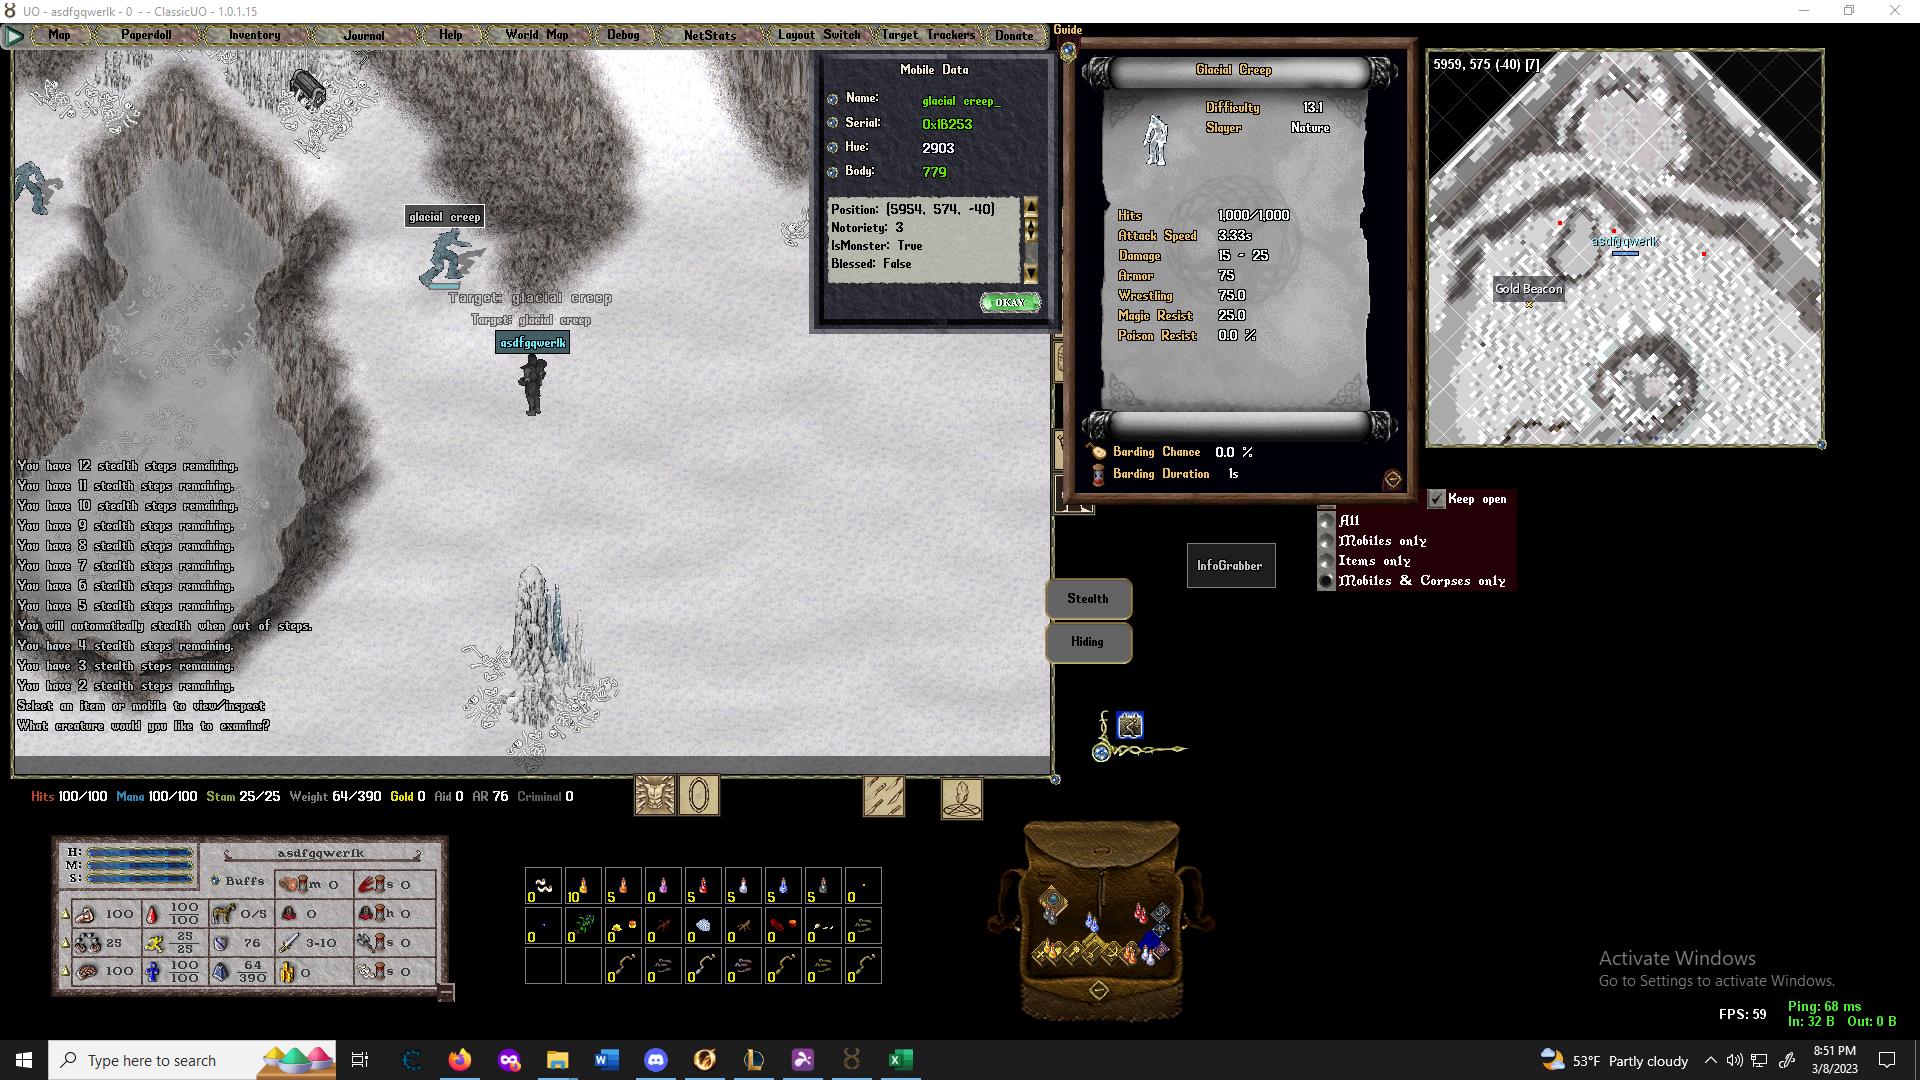 UO - asdfgqwerlk - 0 - - ClassicUO - 1.0.1.15
Map Paperdoll Inventory Journal Help World Map Debug NetStats Layout Switch Target Trackers Donate
Guide
Mobile Data
Name: glacial creep_
Serial: 0x1B253
Hue: 2903
Body: 779
Position: (5954, 574, -40)
Notoriety: 3
IsMonster: True
Blessed: False
OKAY
Glacial Creep
Difficulty 13.1
Slayer Nature
Hits 1,000/1,000
Attack Speed 3.33s
Damage 15 - 25
Armor 75
Wrestling 75.0
Magic Resist 25.0
Poison Resist 0.0 %
Barding Chance 0.0 %
Barding Duration 1s
5959, 575 (-40) [7]
asdfgqwerlk
Gold Beacon
glacial creep
Target: glacial creep
Target: glacial creep
asdfgqwerlk
You have 12 stealth steps remaining.
You have 11 stealth steps remaining.
You have 10 stealth steps remaining.
You have 9 stealth steps remaining.
You have 8 stealth steps remaining.
You have 7 stealth steps remaining.
You have 6 stealth steps remaining.
You have 5 stealth steps remaining.
You will automatically stealth when out of steps.
You have 4 stealth steps remaining.
You have 3 stealth steps remaining.
You have 2 stealth steps remaining.
Select an item or mobile to view/inspect
What creature would you like to examine?
Keep open
All
Mobiles only
Items only
Mobiles & Corpses only
InfoGrabber
Stealth
Hiding
Hits 100/100 Mana 100/100 Stam 25/25 Weight 64/390 Gold 0 Aid 0 AR 76 Criminal 0
H:
M:
S:
asdfgqwerlk
Buffs m 0 s 0
100 100 100 0/5 0 h 0
25 25 25 76 3-10 s 0
100 100 100 64 390 0 s 0
0 10 5 0 5 5 5 5 0
0 0 0 0 0 0 0 0 0
0 0 0 0 0 0 0
Activate Windows
Go to Settings to activate Windows.
FPS: 59
Ping: 68 ms
In: 32 B Out: 0 B
Type here to search
53°F Partly cloudy
8:51 PM
3/8/2023